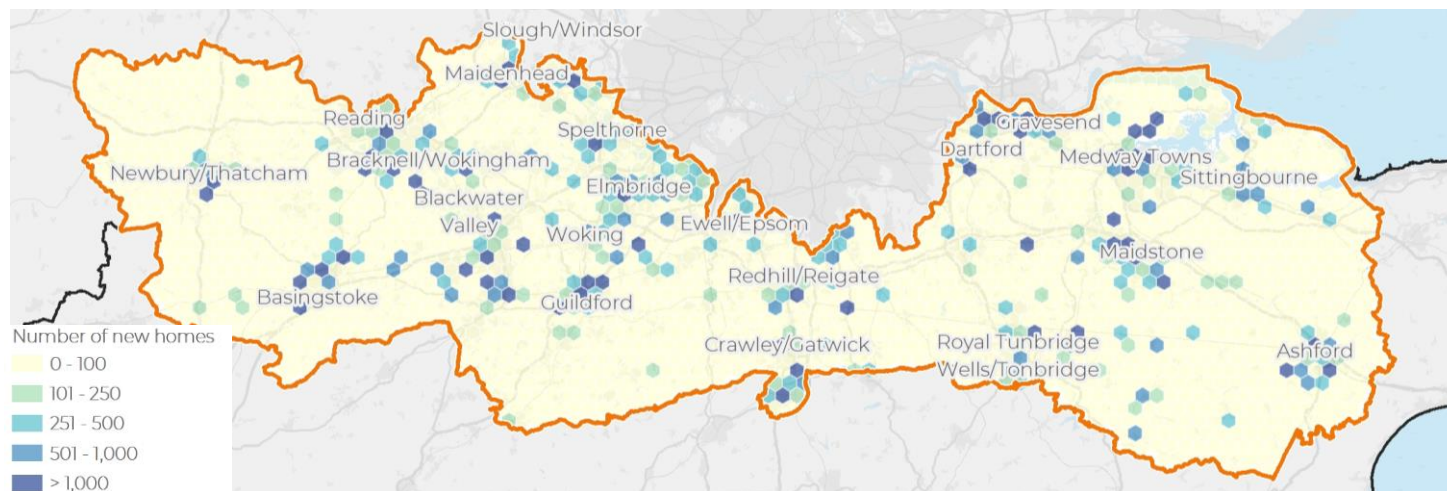 Slough/Windsor
Maidenhead
Reading
Spelthorne
Gravesend
Dartford
Bracknell/Wokingham
Medway Towns
Newbury/Thatcham
Sittingbourne
Elmbridge
Blackwater
Valley
Ewell/Epsom
Woking
Maidstone
Redhill/Reigate
Basingstoke
Guildford
Number of new homes
0 - 100
101 - 250
251 - 500
501 - 1,000
> 1,000
Crawley/Gatwick
Royal Tunbridge
Wells/Tonbridge
Ashford